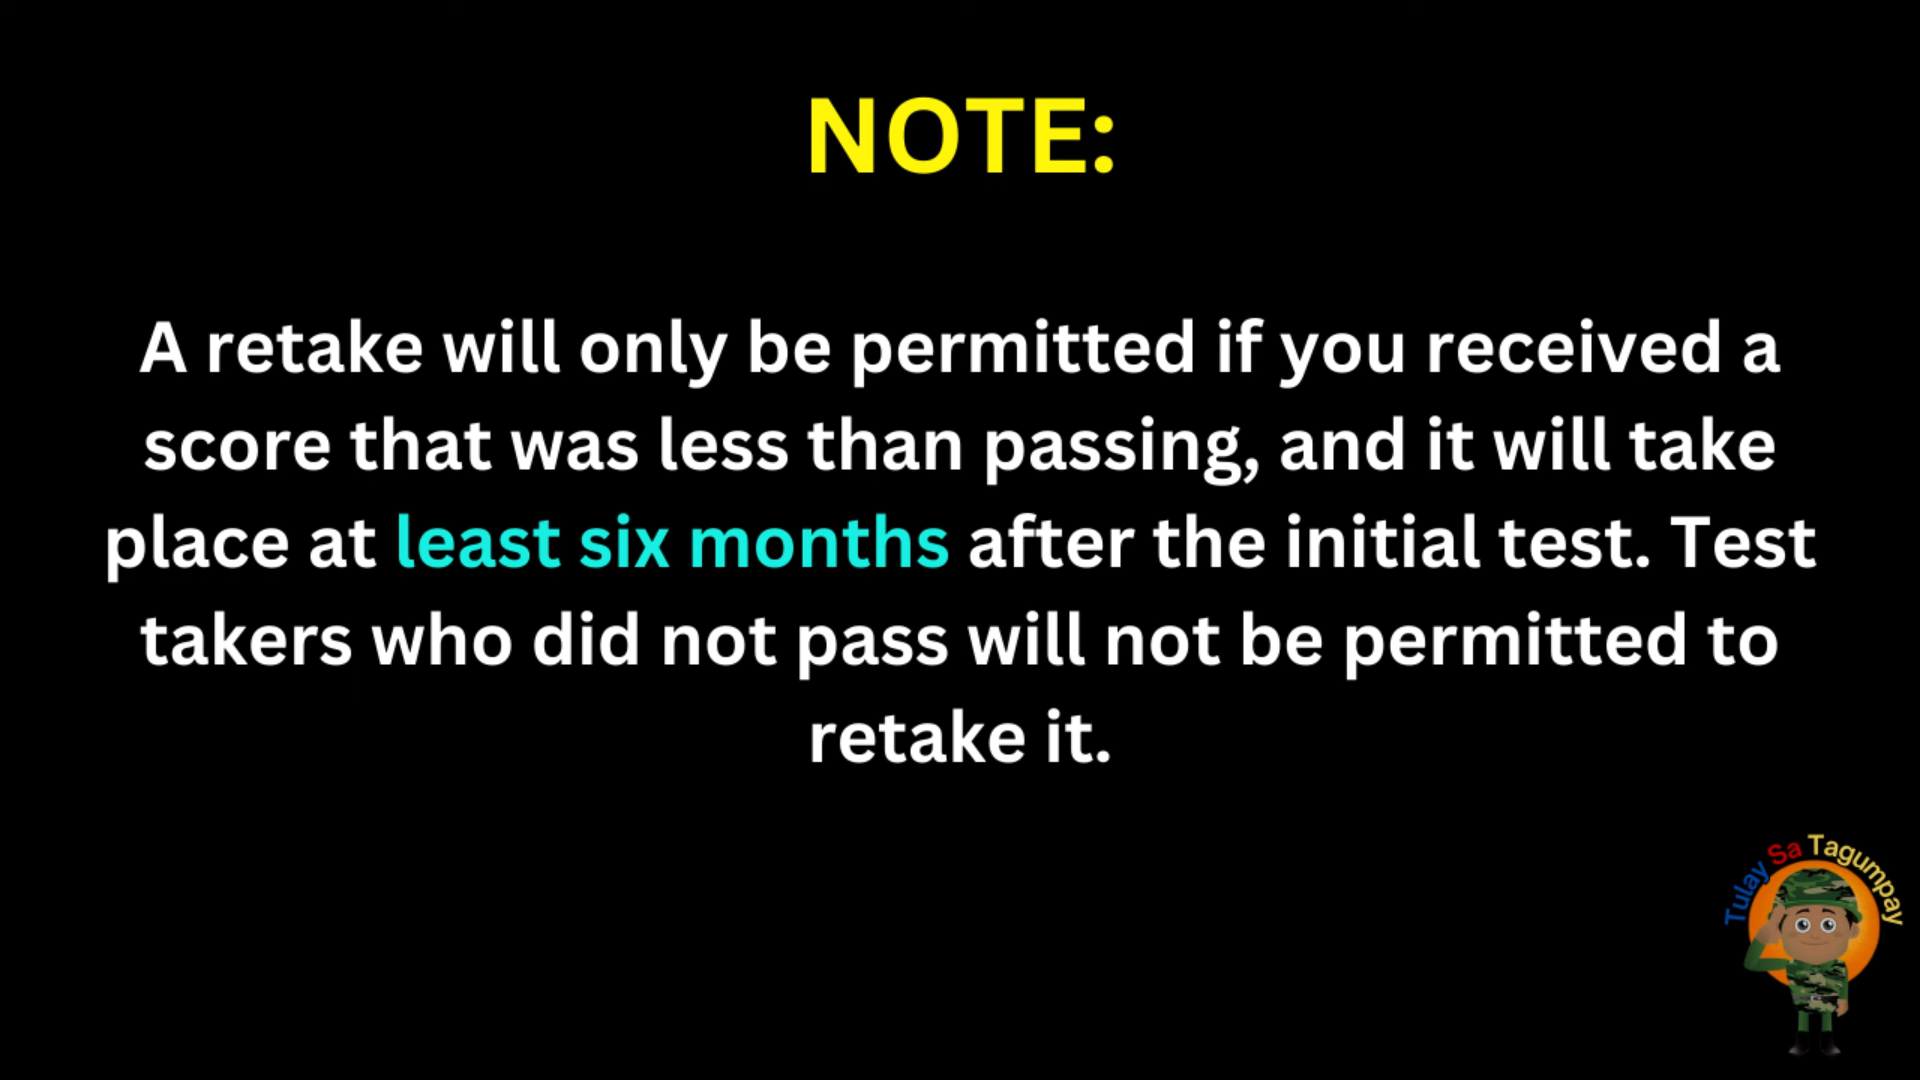 NOTE:
A retake will only be permitted if you received a
score that was less than passing, and it will take
place at least six months after the initial test. Test
takers who did not pass will not be permitted to
retake it.
Tulay Sa Tagumpay